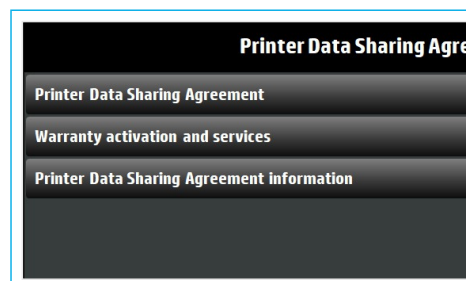 Printer Data Sharing Agre
Printer Data Sharing Agreement
Warranty activation and services
Printer Data Sharing Agreement information